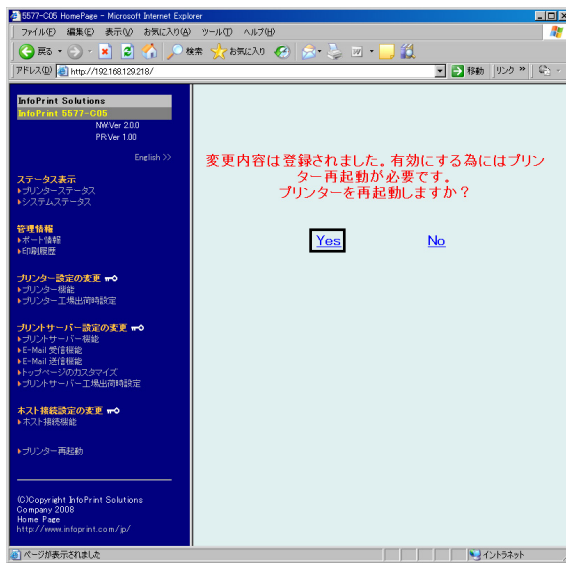 5577-C05 HomePage - Microsoft Internet Explorer
ファイル(F) 編集(E) 表示(V) お気に入り(A) ツール(T) ヘルプ(H)
戻る 検索 お気に入り
アドレス(D) http://192.168.129.218/ 移動 リンク »
InfoPrint Solutions
InfoPrint 5577-C05
NW.Ver 2.0.0
PR.Ver 1.00
English >>
ステータス表示
プリンターステータス
システムステータス
管理情報
ポート情報
印刷履歴
プリンター設定の変更
プリンター機能
プリンター工場出荷時設定
プリントサーバー設定の変更
プリントサーバー機能
E-Mail 受信機能
E-Mail 送信機能
トップページのカスタマイズ
プリントサーバー工場出荷時設定
ホスト接続設定の変更
ホスト接続機能
プリンター再起動
(C)Copyright InfoPrint Solutions
Company 2008
Home Page
http://www.infoprint.com/jp/
変更内容は登録されました。有効にする為にはプリン
ター再起動が必要です。
プリンターを再起動しますか？
Yes No
ページが表示されました イントラネット